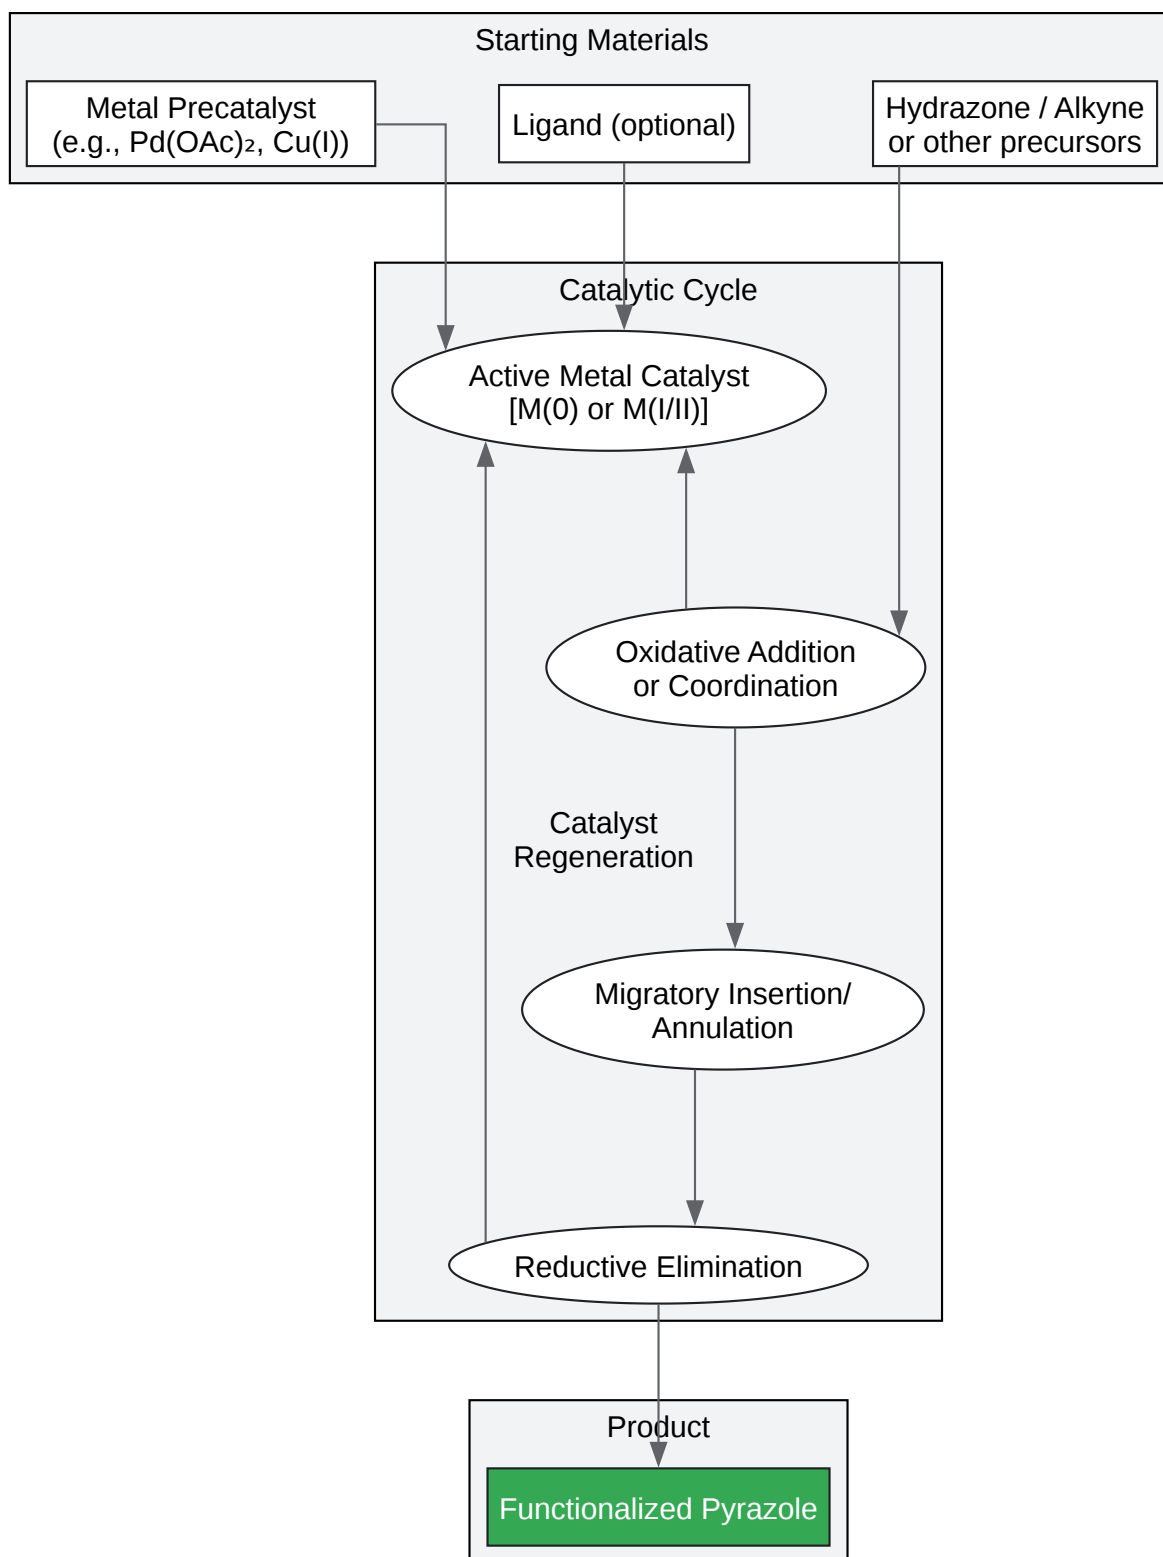 Starting Materials
Metal Precatalyst
(e.g., Pd(OAc)₂, Cu(I))
Ligand (optional)
Hydrazone / Alkyne
or other precursors
Catalytic Cycle
Active Metal Catalyst
[M(0) or M(I/II)]
Oxidative Addition
or Coordination
Catalyst
Regeneration
Migratory Insertion/
Annulation
Reductive Elimination
Product
Functionalized Pyrazole